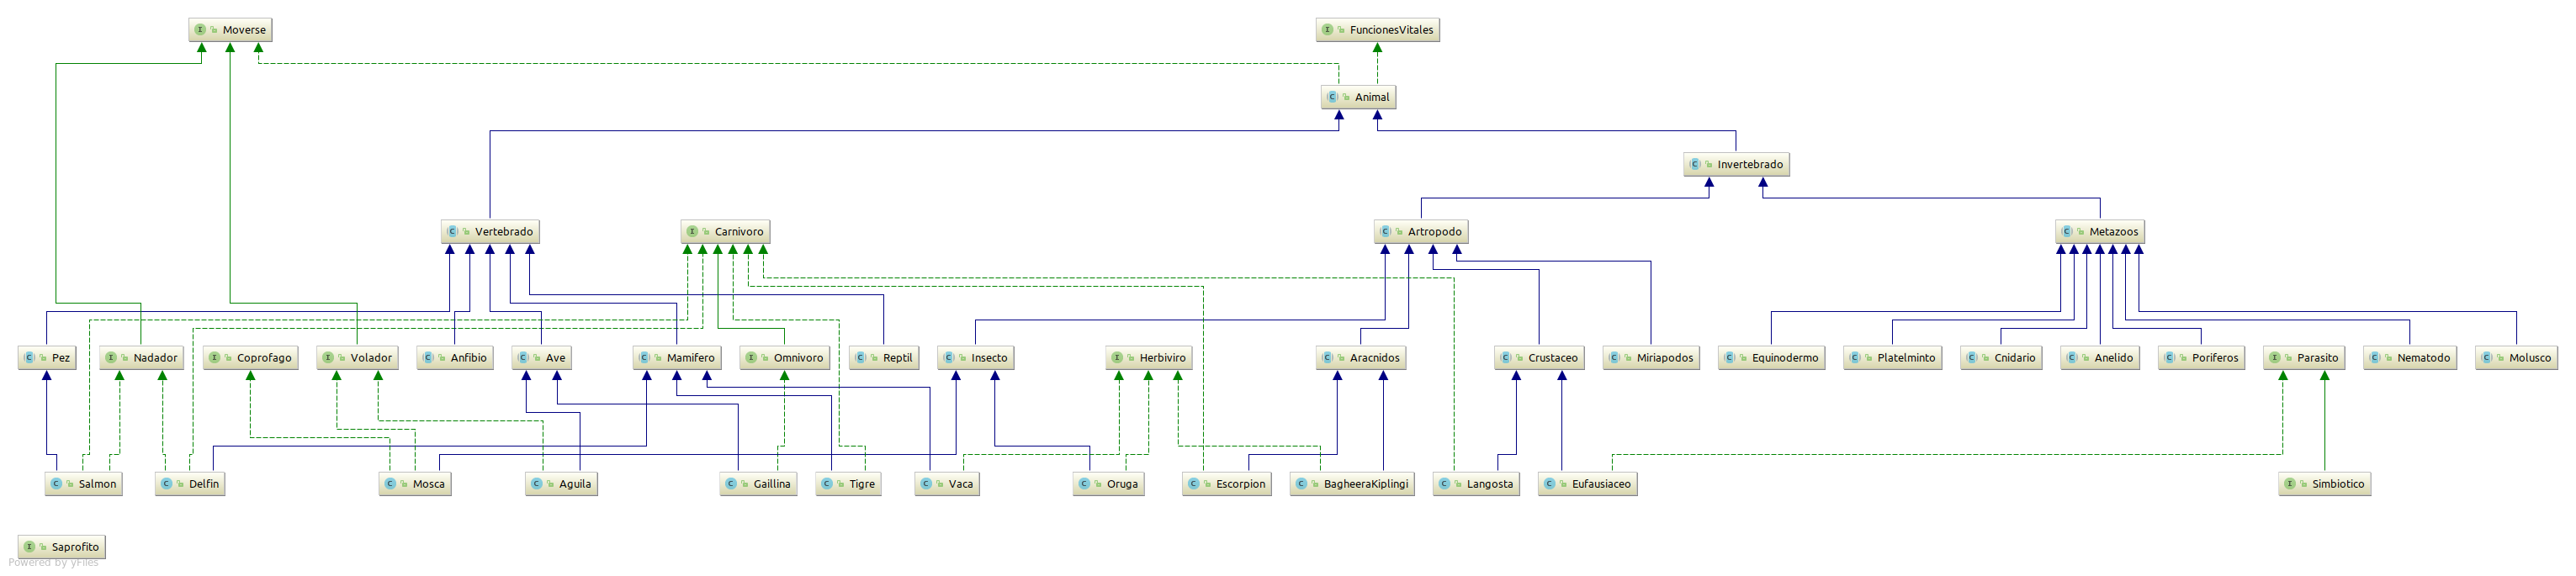 Moverse
FuncionesVitales
Animal
Invertebrado
Vertebrado
Carnivoro
Artropodo
Metazoos
Pez
Nadador
Coprofago
Volador
Anfibio
Ave
Mamifero
Omnivoro
Reptil
Insecto
Herbiviro
Aracnidos
Crustaceo
Miriapodos
Equinodermo
Platelminto
Cnidario
Anelido
Poriferos
Parasito
Nematodo
Molusco
Salmon
Delfin
Mosca
Aguila
Gaillina
Tigre
Vaca
Oruga
Escorpion
BagheeraKiplingi
Langosta
Eufausiaceo
Simbiotico
Saprofito
Powered by yFiles